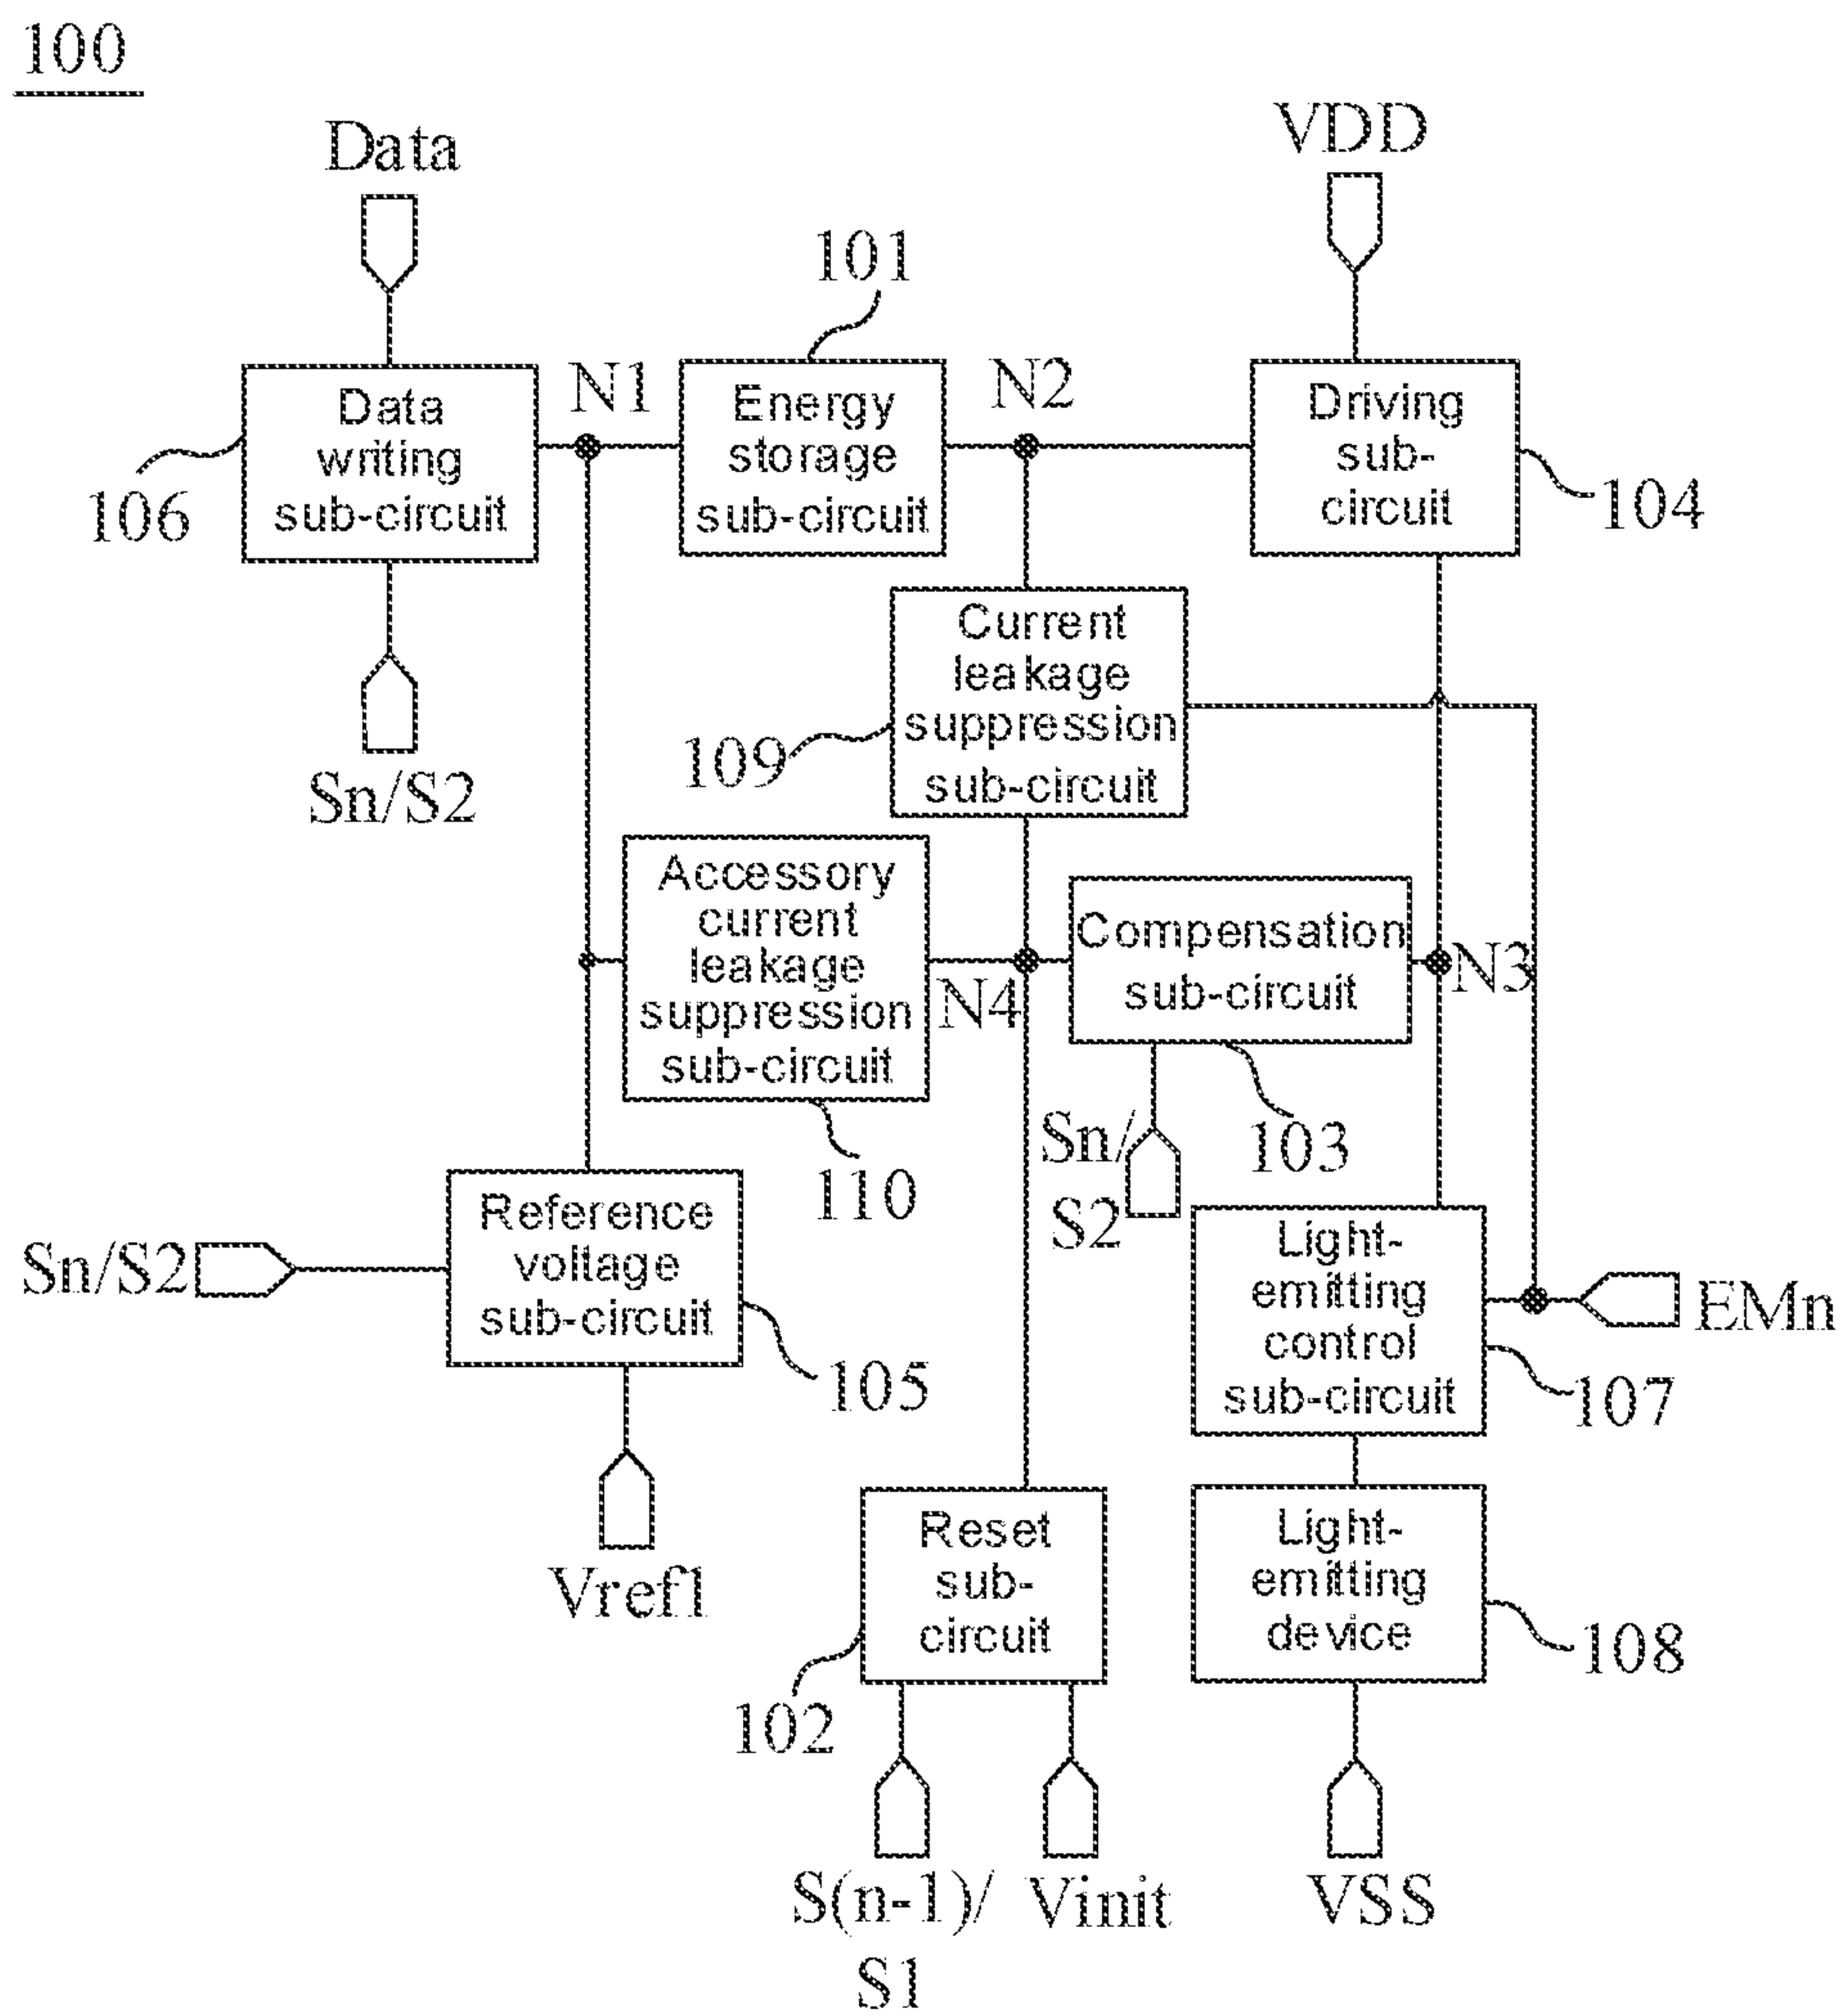 100
Data
VDD
101
N1
N2
Data
writing
sub-circuit
Energy
storage
sub-circuit
Driving
sub-
circuit
106
104
Current
leakage
suppression
sub-circuit
109
Sn/S2
Accessory
current
leakage
suppression
sub-circuit
N4
Compensation
sub-circuit
N3
110
Sn/
S2
103
Sn/S2
Reference
voltage
sub-circuit
105
Light-
emitting
control
sub-circuit
EMn
107
Vref1
Reset
sub-
circuit
102
Light-
emitting
device
108
S(n-1)/
S1
Vinit
VSS